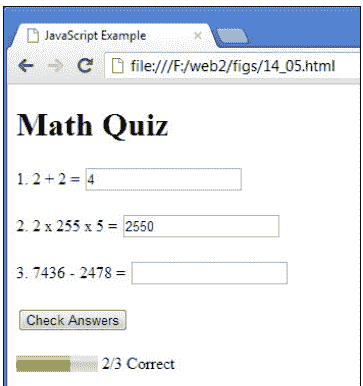 JavaScript Example
file:///F:/web2/figs/14_05.html
Math Quiz
1. 2 + 2 = 4
2. 2 x 255 x 5 = 2550
3. 7436 - 2478 =
Check Answers
2/3 Correct